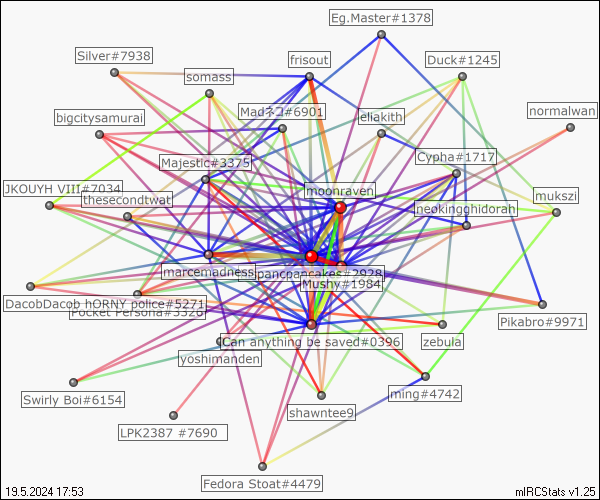 Eg.Master#1378
Silver#7938
frisout
Duck#1245
somass
bigcitysamurai
Madネコ#6901
eliakith
normalwan
Majestic#3375
Cypha#1717
JKOUYH VIII#7034
thesecondtwat
moonraven
neokingghidorah
mukszi
marcemadness
pancpancakes#2928
Mushy#1984
DacobDacob hORNY police#5271
Pocket Persona#3326
Pikabro#9971
Can anything be saved#0396
zebula
yoshimanden
Swirly Boi#6154
shawntee9
ming#4742
LPK2387 #7690
Fedora Stoat#4479
19.5.2024 17:53
mIRCStats v1.25